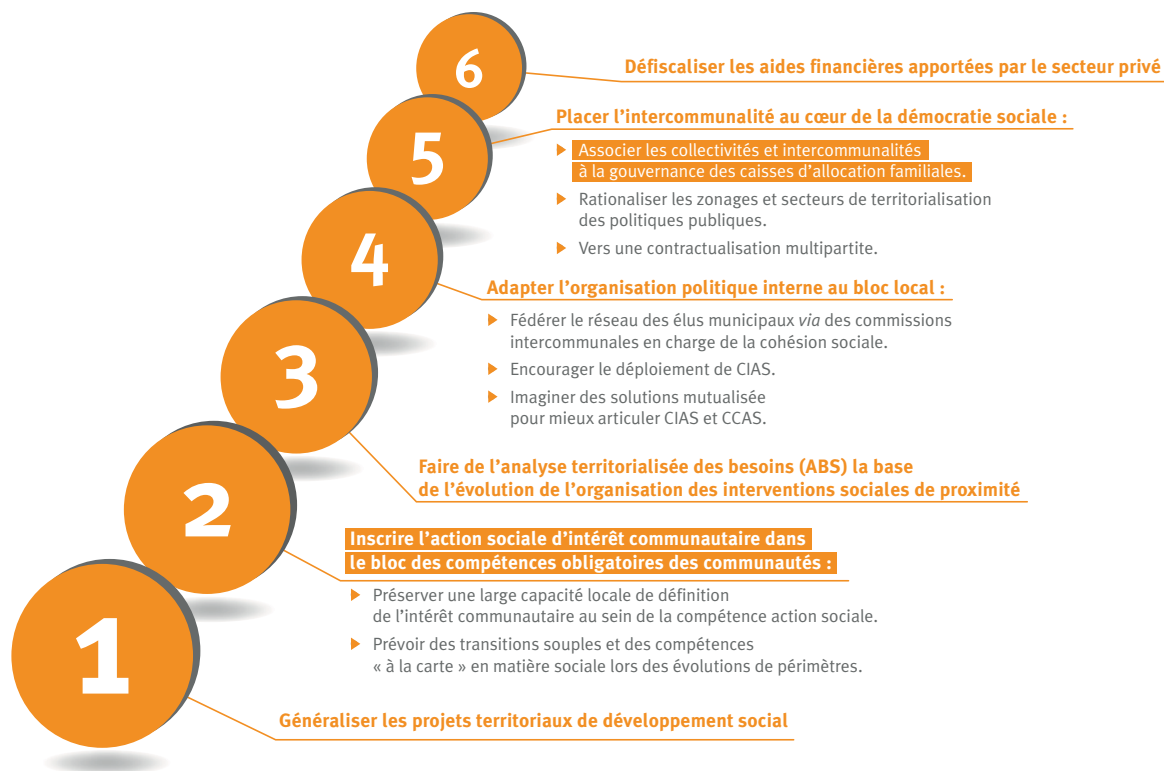 6
Défiscaliser les aides financières apportées par le secteur privé
5
Placer l’intercommunalité au cœur de la démocratie sociale :
Associer les collectivités et intercommunalités
à la gouvernance des caisses d’allocation familiales.
Rationaliser les zonages et secteurs de territorialisation
des politiques publiques.
Vers une contractualisation multipartite.
4
Adapter l’organisation politique interne au bloc local :
Fédérer le réseau des élus municipaux via des commissions
intercommunales en charge de la cohésion sociale.
Encourager le déploiement de CIAS.
Imaginer des solutions mutualisée
pour mieux articuler CIAS et CCAS.
3
Faire de l’analyse territorialisée des besoins (ABS) la base
de l’évolution de l’organisation des interventions sociales de proximité
2
Inscrire l’action sociale d’intérêt communautaire dans
le bloc des compétences obligatoires des communautés :
Préserver une large capacité locale de définition
de l’intérêt communautaire au sein de la compétence action sociale.
Prévoir des transitions souples et des compétences
« à la carte » en matière sociale lors des évolutions de périmètres.
1
Généraliser les projets territoriaux de développement social